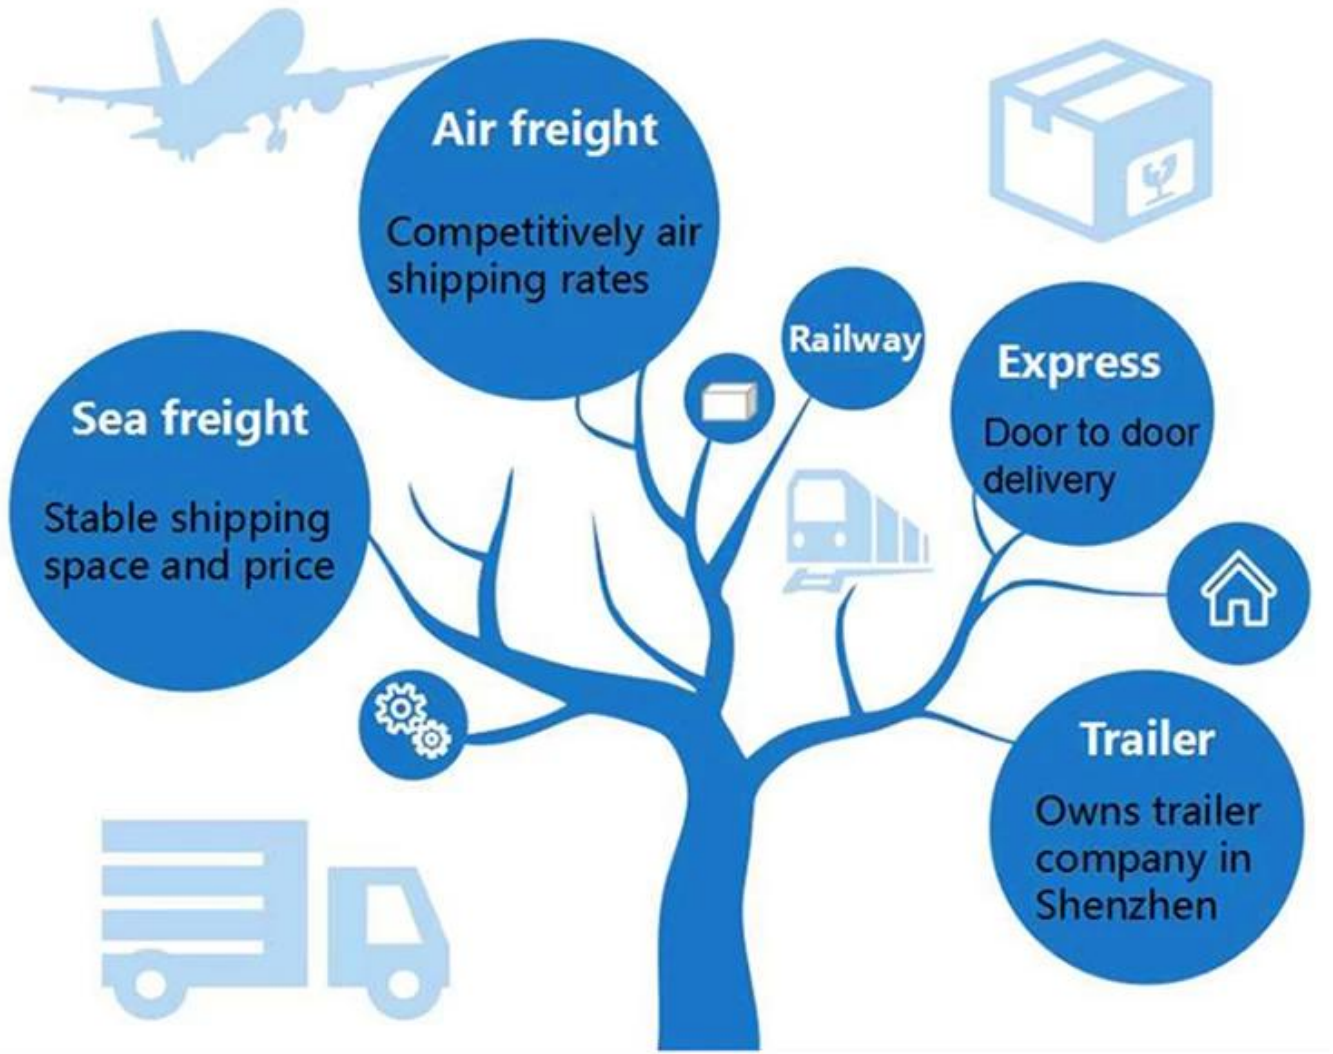 Air freight
Competitively air
shipping rates
Railway
Express
Door to door
delivery
Sea freight
Stable shipping
space and price
Trailer
Owns trailer
company in
Shenzhen